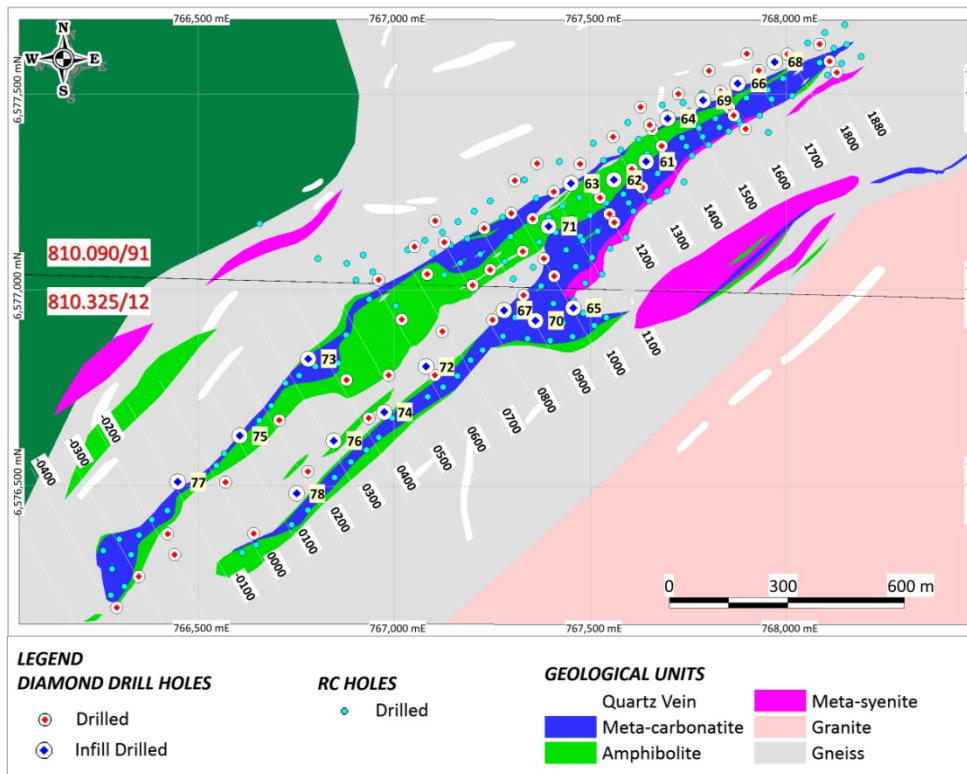 766,500 mE 767,000 mE 767,500 mE 768,000 mE
N
W E
S
E
S
6,577,500 mN
6,577,000 mN
6,576,500 mN
810.090/91
810.325/12
68
66
69
64
61
62
63
71
65
67
70
73
72
74
75
76
77
78
1880
1800
1700
1600
1500
1400
1300
1200
1100
1000
0900
0800
0700
0600
0500
0400
0300
0200
0100
0000
-0100
-0200
-0300
-0400
0 300 600 m
766,500 mE 767,000 mE 767,500 mE 768,000 mE
LEGEND
DIAMOND DRILL HOLES
Drilled
Infill Drilled
RC HOLES
Drilled
GEOLOGICAL UNITS
Quartz Vein
Meta-carbonatite
Amphibolite
Meta-syenite
Granite
Gneiss